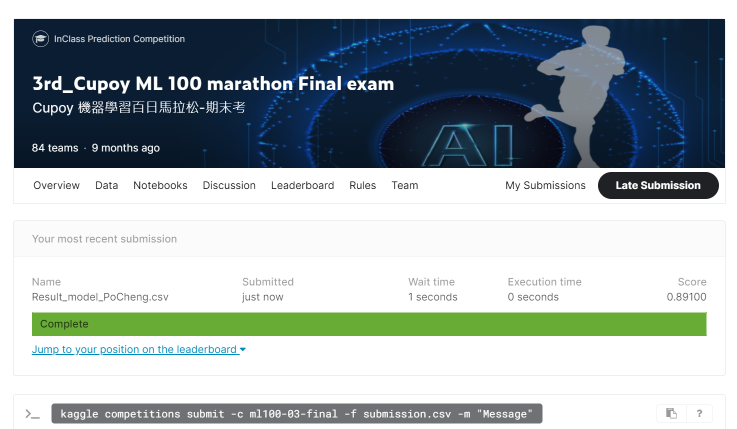 InClass Prediction Competition
3rd_Cupoy ML 100 marathon Final exam
Cupoy 機器學習百日馬拉松-期末考
84 teams · 9 months ago
AI
Overview Data Notebooks Discussion Leaderboard Rules Team My Submissions Late Submission
Your most recent submission
Name Submitted Wait time Execution time Score
Result_model_PoCheng.csv just now 1 seconds 0 seconds 0.89100
Complete
Jump to your position on the leaderboard
>_ kaggle competitions submit -c ml100-03-final -f submission.csv -m "Message" ?